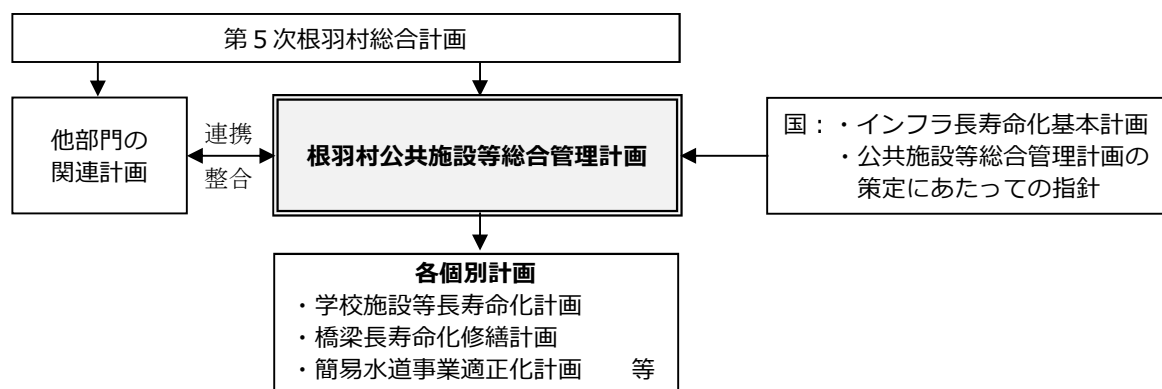 第５次根羽村総合計画
他部門の
関連計画
連携
整合
根羽村公共施設等総合管理計画
国：・インフラ長寿命化基本計画
・公共施設等総合管理計画の
策定にあたっての指針
各個別計画
・学校施設等長寿命化計画
・橋梁長寿命化修繕計画
・簡易水道事業適正化計画　　等